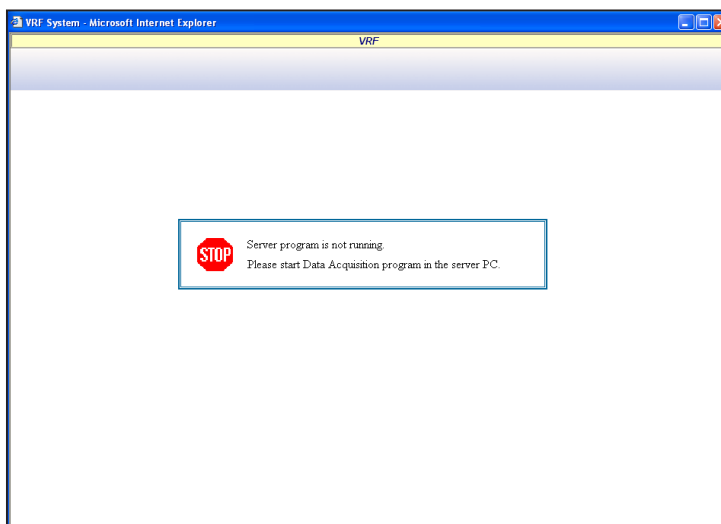 VRF System - Microsoft Internet Explorer
VRF
STOP
Server program is not running.
Please start Data Acquisition program in the server PC.